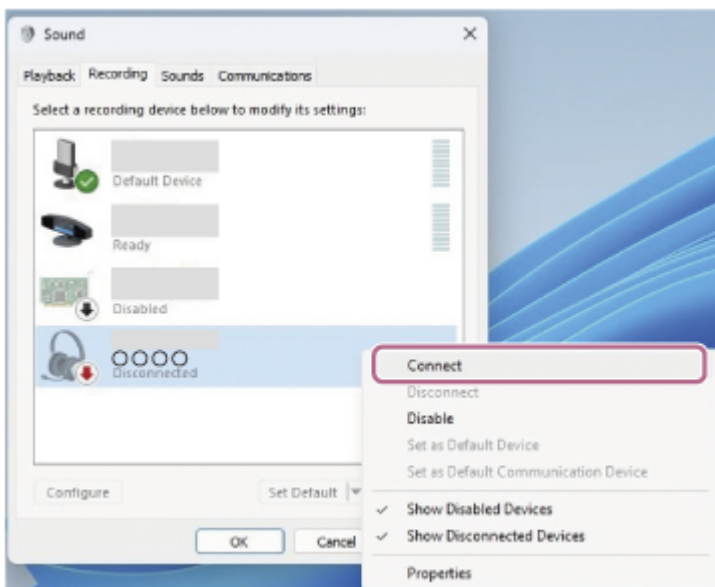 Sound
Playback Recording Sounds Communications
Select a recording device below to modify its settings:
Default Device
Ready
Disabled
○○○○
Disconnected
Connect
Disconnect
Disable
Set as Default Device
Set as Default Communication Device
Configure Set Default
Show Disabled Devices
Show Disconnected Devices
OK Cancel
Properties